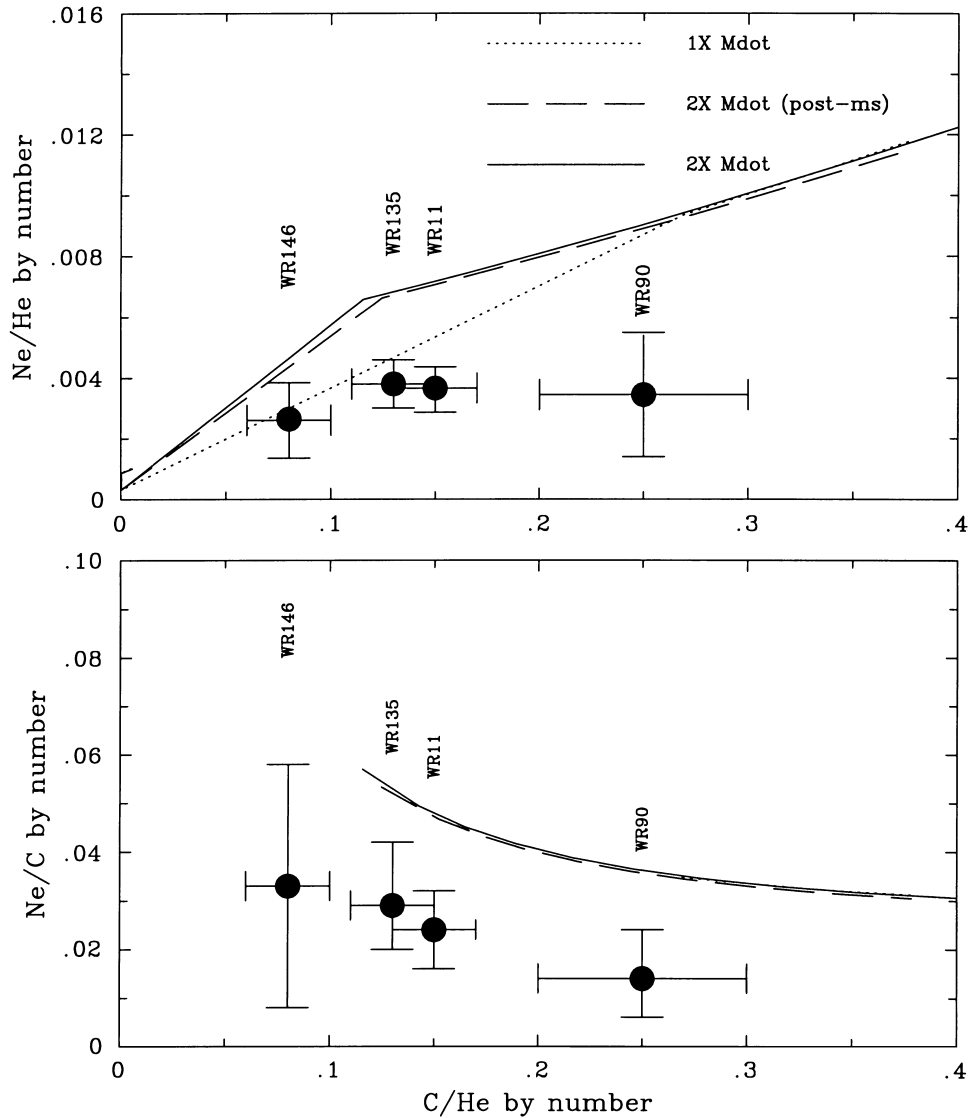 .016
1X Mdot
2X Mdot (post-ms)
2X Mdot
.012
.008
.004
0
Ne/He by number
WR146
WR135
WR11
WR90
0
.1
.2
.3
.4
.10
.08
.06
.04
.02
0
Ne/C by number
WR146
WR135
WR11
WR90
0
.1
.2
.3
.4
C/He by number